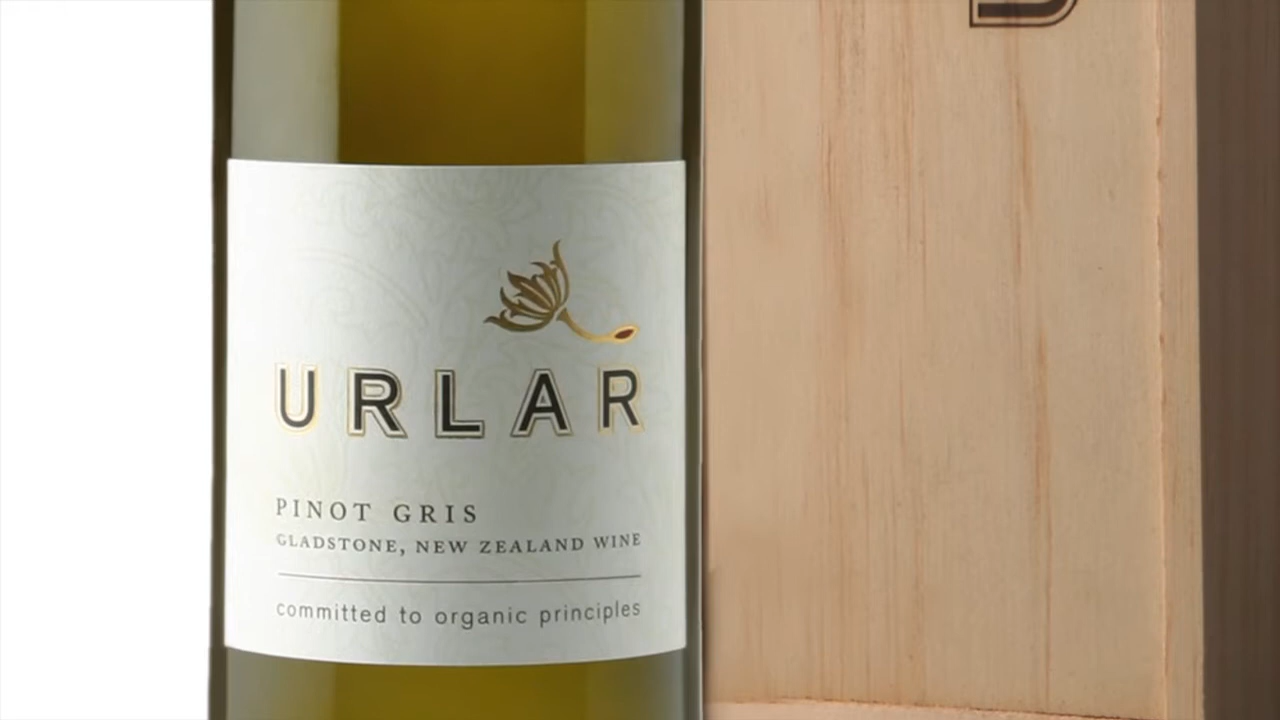 URLAR
PINOT GRIS
GLADSTONE, NEW ZEALAND WINE
committed to organic principles